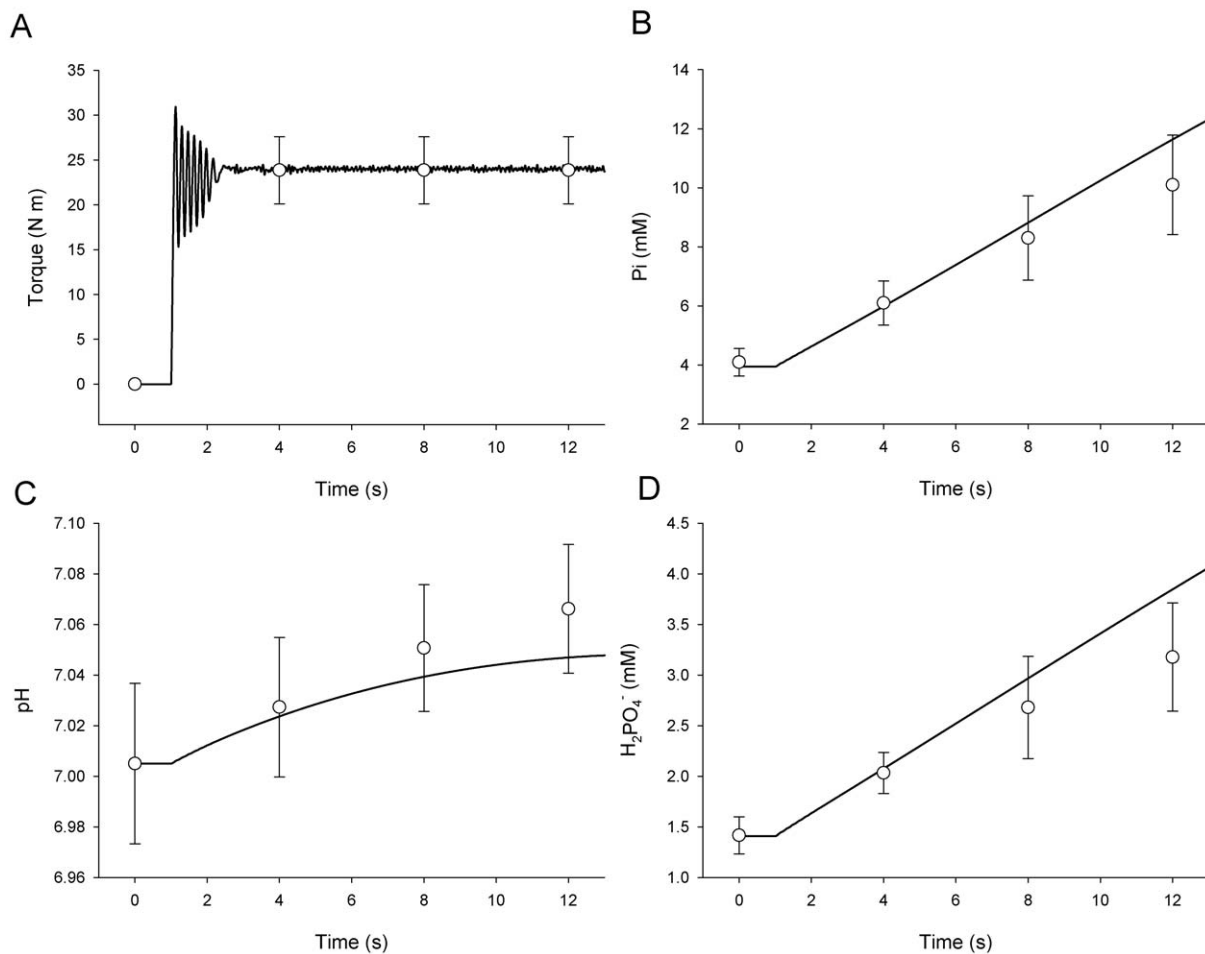 A
35
30
25
20
15
10
5
0
Torque (N m)
0 2 4 6 8 10 12
Time (s)
B
14
12
10
8
6
4
2
Pi (mM)
0 2 4 6 8 10 12
Time (s)
C
7.10
7.08
7.06
7.04
7.02
7.00
6.98
6.96
pH
0 2 4 6 8 10 12
Time (s)
D
4.5
4.0
3.5
3.0
2.5
2.0
1.5
1.0
H₂PO₄⁻ (mM)
0 2 4 6 8 10 12
Time (s)